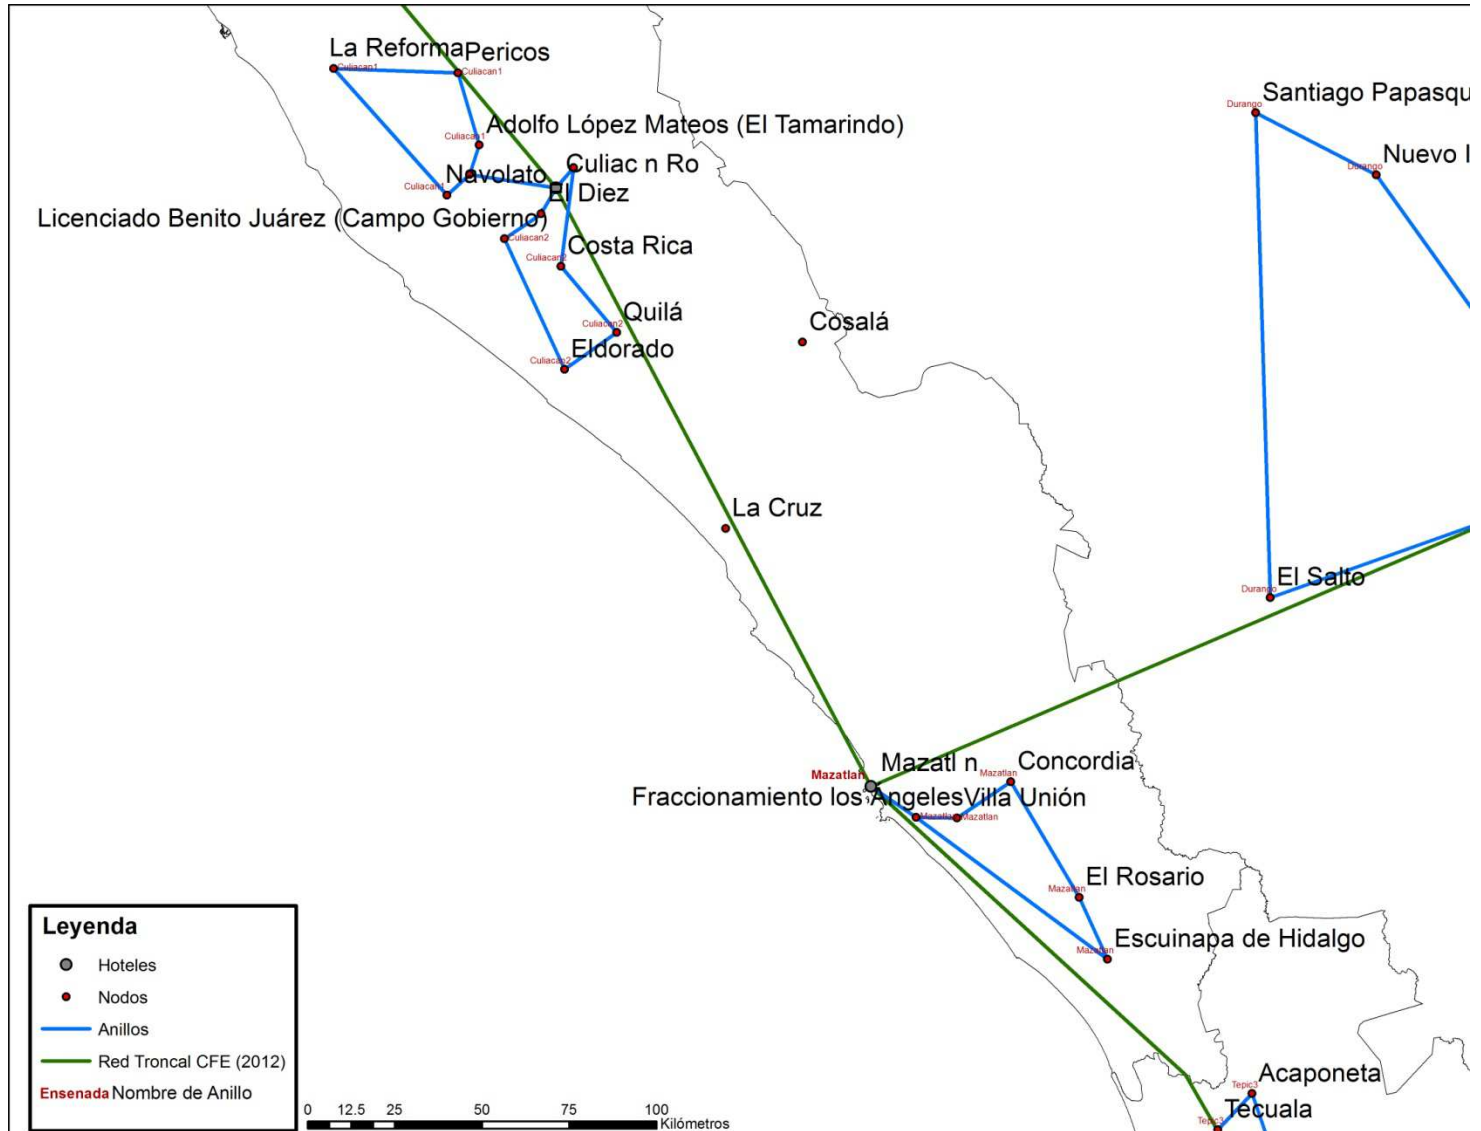 La Reforma
Pericos
Culiacan1
Culiacan1
Santiago Papasqu
Durango
Adolfo López Mateos (El Tamarindo)
Culiacan1
Nuevo I
Durango
Culiac n Ro
Navolato
Culiacan1
El Diez
Licenciado Benito Juárez (Campo Gobierno)
Culiacan2
Costa Rica
Culiacan2
Quilá
Culiacan2
Cosalá
Eldorado
Culiacan2
La Cruz
El Salto
Durango
Mazatl n
Mazatlan
Concordia
Mazatlan
Fraccionamiento los Angeles
Villa Unión
Mazatlan
Mazatlan
El Rosario
Mazatlan
Escuinapa de Hidalgo
Mazatlan
Acaponeta
Tepic3
Tecuala
Tepic3
Leyenda
Hoteles
Nodos
Anillos
Red Troncal CFE (2012)
Ensenada Nombre de Anillo
0 12.5 25 50 75 100
Kilómetros